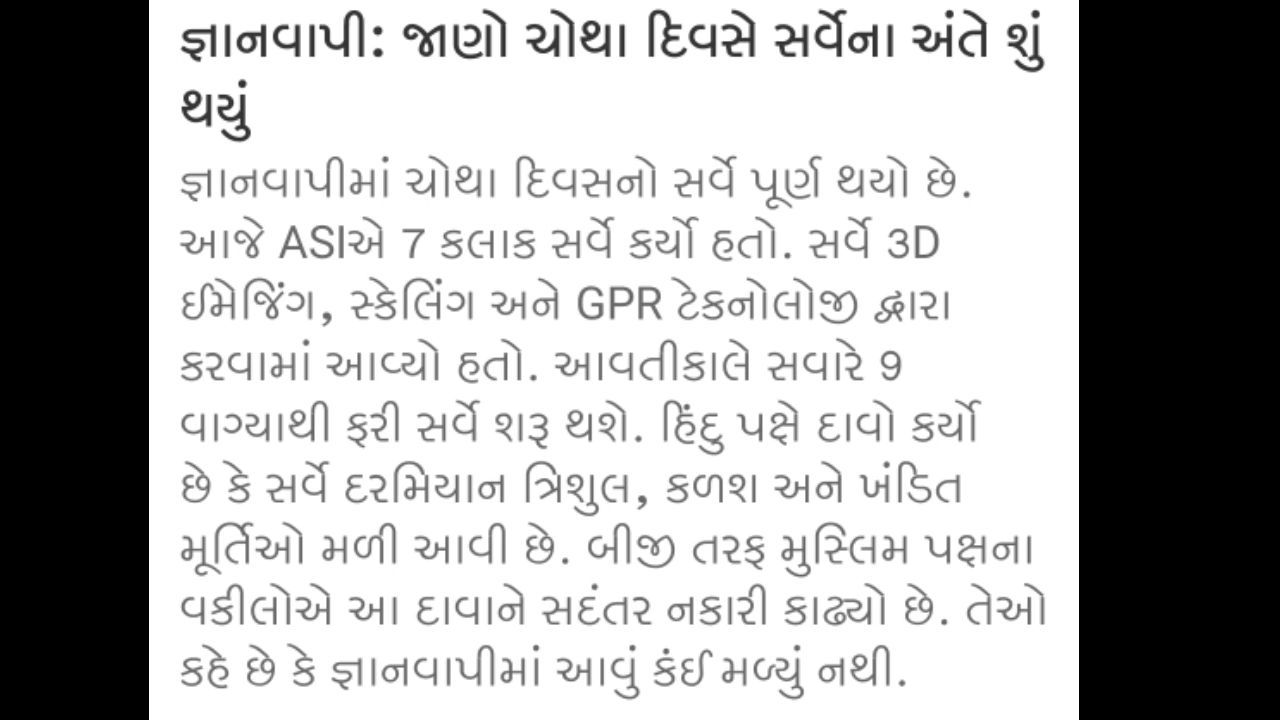 જ્ઞાનવાપી: જાણો ચોથા દિવસે સર્વેના અંતે શું
થયું
જ્ઞાનવાપીમાં ચોથા દિવસનો સર્વે પૂર્ણ થયો છે.
આજે ASIએ 7 કલાક સર્વે કર્યો હતો. સર્વે 3D
ઈમેજિંગ, સ્કેલિંગ અને GPR ટેકનોલોજી દ્વારા
કરવામાં આવ્યો હતો. આવતીકાલે સવારે 9
વાગ્યાથી ફરી સર્વે શરૂ થશે. હિંદુ પક્ષે દાવો કર્યો
છે કે સર્વે દરમિયાન ત્રિશુલ, કળશ અને ખંડિત
મૂર્તિઓ મળી આવી છે. બીજી તરફ મુસ્લિમ પક્ષના
વકીલોએ આ દાવાને સદંતર નકારી કાઢ્યો છે. તેઓ
કહે છે કે જ્ઞાનવાપીમાં આવું કંઈ મળ્યું નથી.